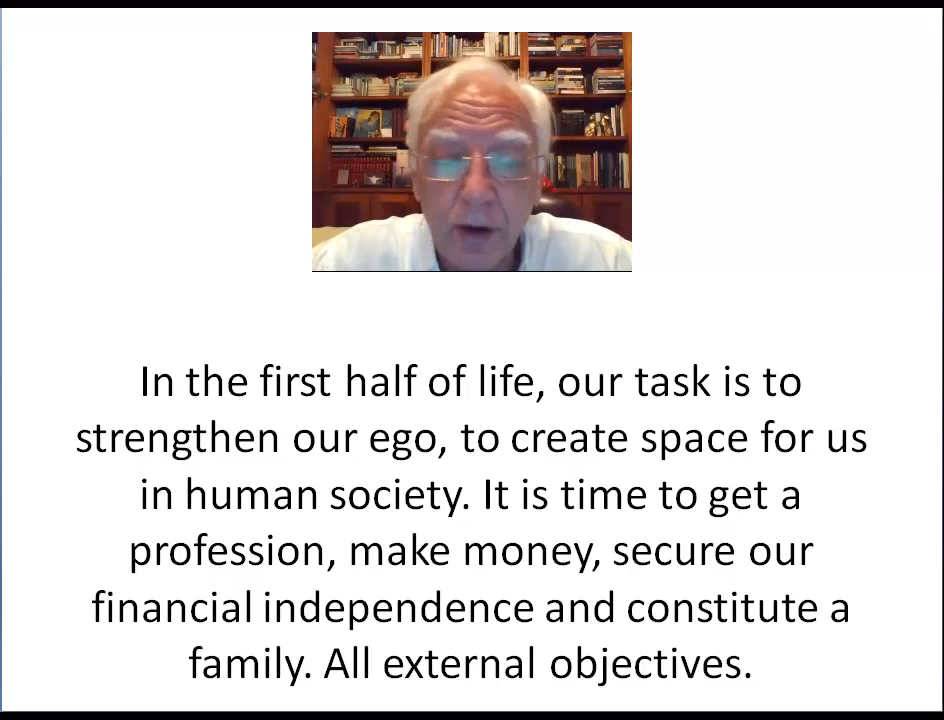 In the first half of life, our task is to
strengthen our ego, to create space for us
in human society. It is time to get a
profession, make money, secure our
financial independence and constitute a
family. All external objectives.